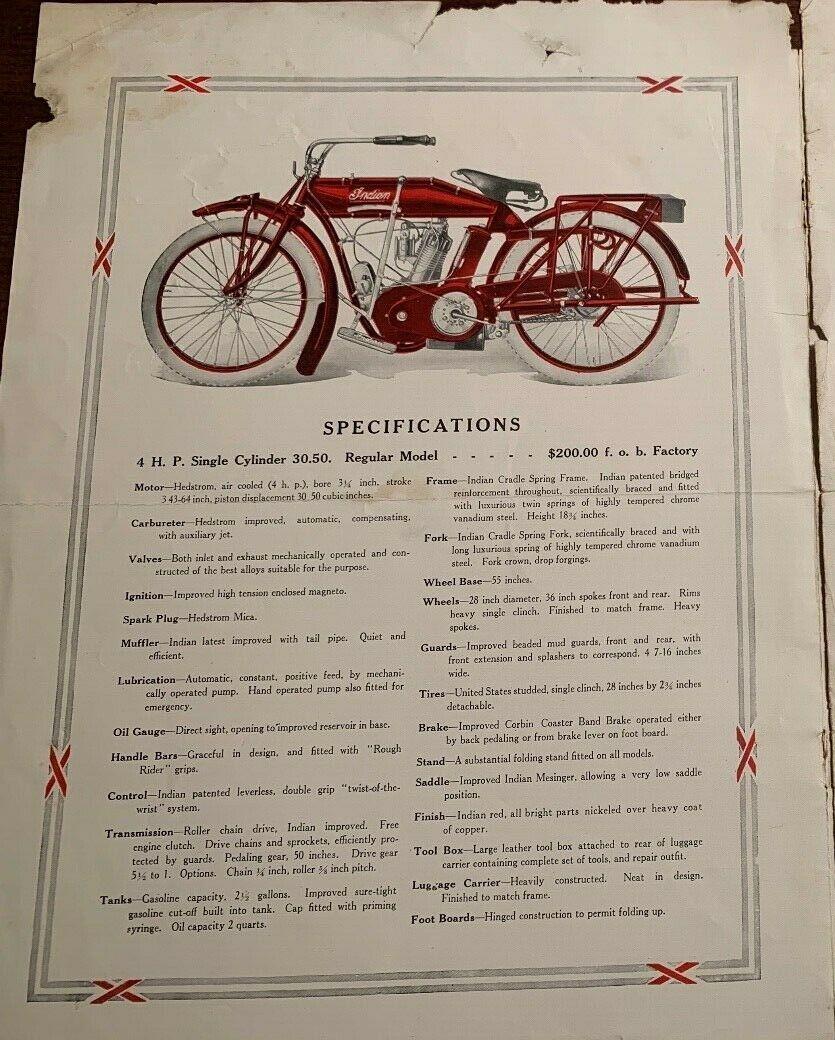 Indian
SPECIFICATIONS
4 H. P. Single Cylinder 30.50. Regular Model - - - - - $200.00 f. o. b. Factory
Motor—Hedstrom, air cooled (4 h. p.), bore 3¼ inch, stroke
3 43-64 inch, piston displacement 30 50 cubic inches.
Carbureter—Hedstrom improved, automatic, compensating,
with auxiliary jet.
Valves—Both inlet and exhaust mechanically operated and con-
structed of the best alloys suitable for the purpose.
Ignition—Improved high tension enclosed magneto.
Spark Plug—Hedstrom Mica.
Muffler—Indian latest improved with tail pipe. Quiet and
efficient.
Lubrication—Automatic, constant, positive feed, by mechani-
cally operated pump. Hand operated pump also fitted for
emergency.
Oil Gauge—Direct sight, opening to improved reservoir in base.
Handle Bars—Graceful in design, and fitted with "Rough
Rider" grips.
Control—Indian patented leverless, double grip "twist-of-the-
wrist" system.
Transmission—Roller chain drive, Indian improved. Free
engine clutch. Drive chains and sprockets, efficiently pro-
tected by guards. Pedaling gear, 50 inches. Drive gear
5½ to 1. Options. Chain ¼ inch, roller ⅜ inch pitch.
Tanks—Gasoline capacity, 2½ gallons. Improved sure-tight
gasoline cut-off built into tank. Cap fitted with priming
syringe. Oil capacity 2 quarts.
Frame—Indian Cradle Spring Frame. Indian patented bridged
reinforcement throughout, scientifically braced and fitted
with luxurious twin springs of highly tempered chrome
vanadium steel. Height 18¾ inches.
Fork—Indian Cradle Spring Fork, scientifically braced and with
long luxurious spring of highly tempered chrome vanadium
steel. Fork crown, drop forgings.
Wheel Base—55 inches.
Wheels—28 inch diameter, 36 inch spokes front and rear. Rims
heavy single clinch. Finished to match frame. Heavy
spokes.
Guards—Improved beaded mud guards, front and rear, with
front extension and splashers to correspond. 4 7-16 inches
wide.
Tires—United States studded, single clinch, 28 inches by 2¾ inches
detachable.
Brake—Improved Corbin Coaster Band Brake operated either
by back pedaling or from brake lever on foot board.
Stand—A substantial folding stand fitted on all models.
Saddle—Improved Indian Mesinger, allowing a very low saddle
position.
Finish—Indian red, all bright parts nickeled over heavy coat
of copper.
Tool Box—Large leather tool box attached to rear of luggage
carrier containing complete set of tools, and repair outfit.
Luggage Carrier—Heavily constructed. Neat in design.
Finished to match frame.
Foot Boards—Hinged construction to permit folding up.